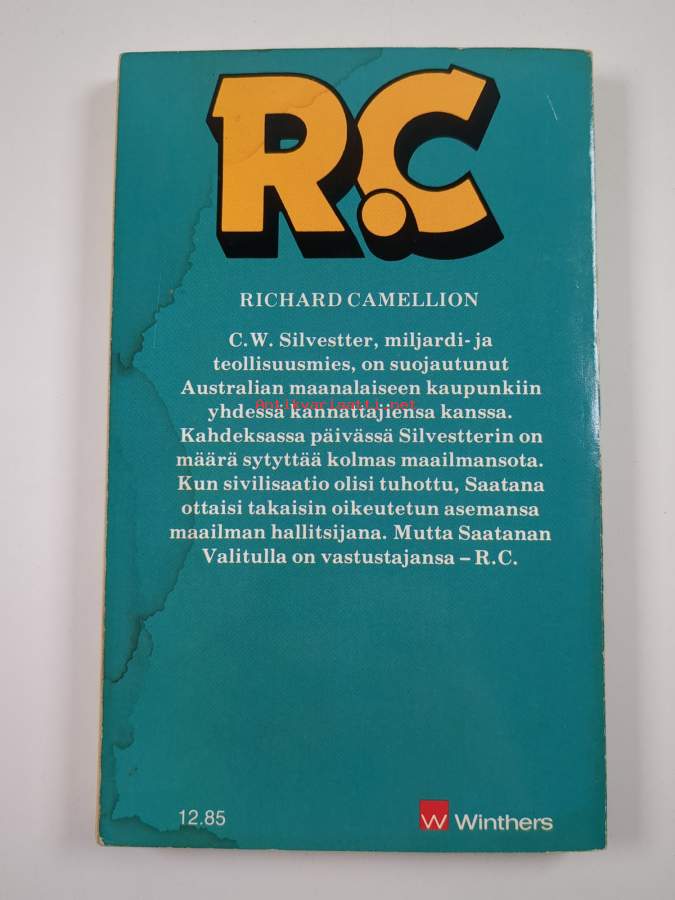 R.C
RICHARD CAMELLION
C.W. Silvestter, miljardi- ja
teollisuusmies, on suojautunut
Australian maanalaiseen kaupunkiin
yhdessä kannattajiensa kanssa.
Antikvariaatti.net
Kahdeksassa päivässä Silvestterin on
määrä sytyttää kolmas maailmansota.
Kun sivilisaatio olisi tuhottu, Saatana
ottaisi takaisin oikeutetun asemansa
maailman hallitsijana. Mutta Saatanan
Valitulla on vastustajansa – R.C.
12.85
W Winthers